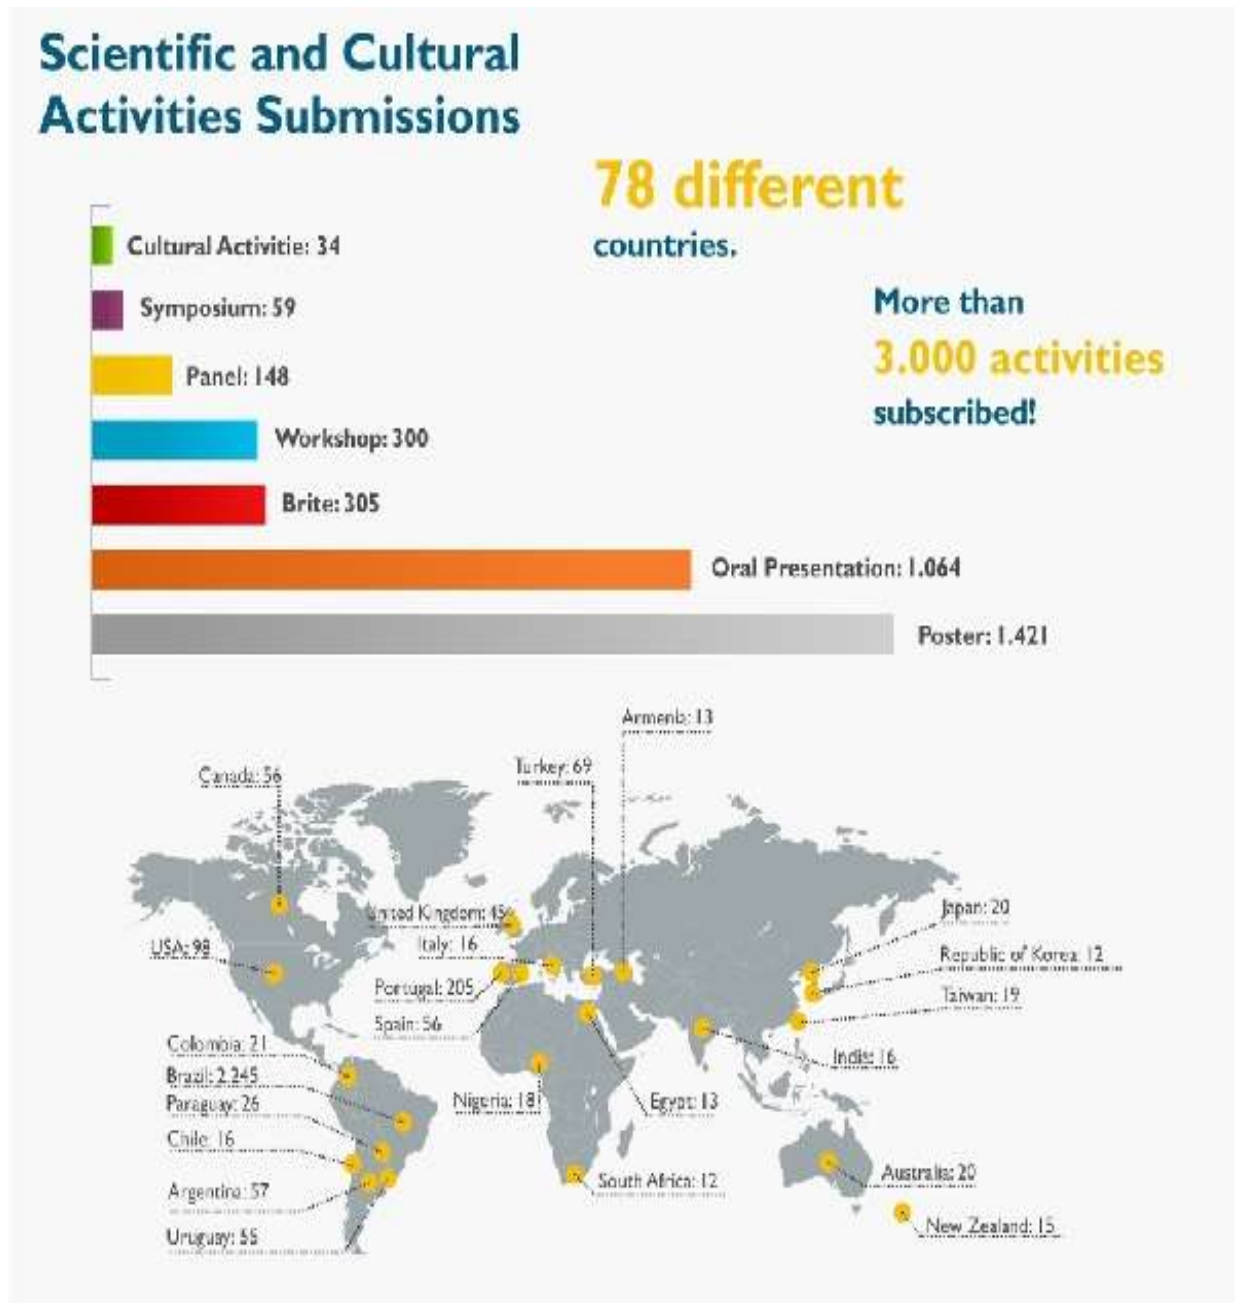 Scientific and Cultural
Activities Submissions
78 different
countries.
More than
3.000 activities
subscribed!
Cultural Activitie: 34
Symposium: 59
Panel: 148
Workshop: 300
Brite: 305
Oral Presentation: 1.064
Poster: 1.421
Armenia: 13
Turkey: 69
Canada: 56
United Kingdom: 45
Japan: 20
USA: 98
Italy: 16
Republic of Korea: 12
Portugal: 205
Taiwan: 19
Spain: 56
Colombia: 21
India: 16
Brazil: 2.245
Paraguay: 26
Nigeria: 18
Egypt: 13
Chile: 16
Australia: 20
South Africa: 12
Argentina: 57
New Zealand: 15
Uruguay: 55